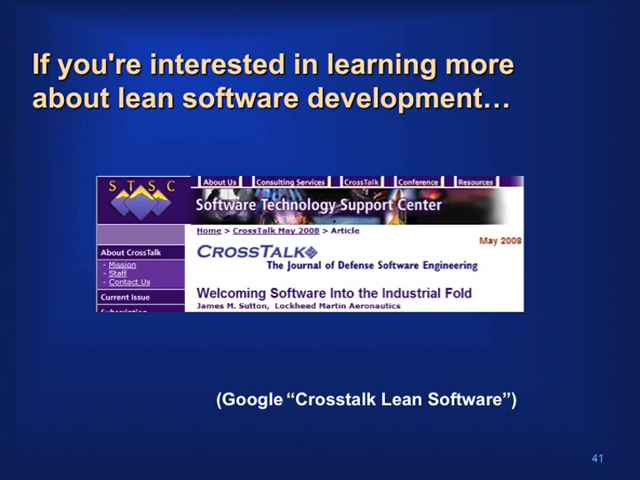 If you're interested in learning more
about lean software development…
STSC
About Us Consulting Services CrossTalk Conference Resources
Software Technology Support Center
Home > CrossTalk May 2008 > Article
May 2008
CROSSTALK
The Journal of Defense Software Engineering
About CrossTalk
- Mission
- Staff
- Contact Us
Current Issue
Subscription
Welcoming Software Into the Industrial Fold
James M. Sutton, Lockheed Martin Aeronautics
(Google “Crosstalk Lean Software”)
41